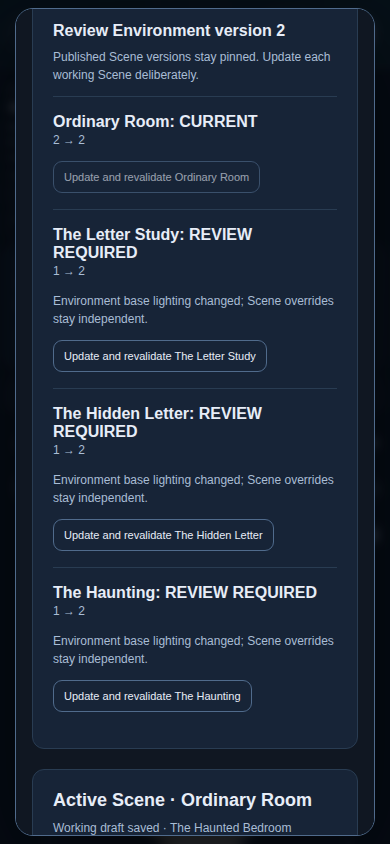 Review Environment version 2
Published Scene versions stay pinned. Update each
working Scene deliberately.
Ordinary Room: CURRENT
2 → 2
Update and revalidate Ordinary Room
The Letter Study: REVIEW
REQUIRED
1 → 2
Environment base lighting changed; Scene overrides
stay independent.
Update and revalidate The Letter Study
The Hidden Letter: REVIEW
REQUIRED
1 → 2
Environment base lighting changed; Scene overrides
stay independent.
Update and revalidate The Hidden Letter
The Haunting: REVIEW REQUIRED
1 → 2
Environment base lighting changed; Scene overrides
stay independent.
Update and revalidate The Haunting
Active Scene · Ordinary Room
Working draft saved · The Haunted Bedroom